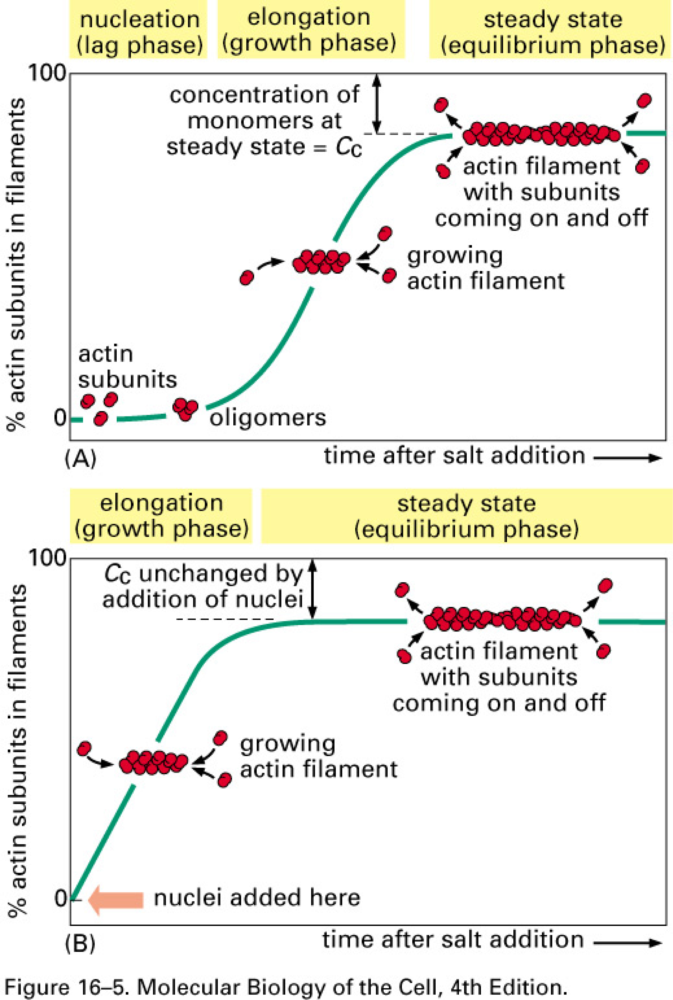 nucleation
(lag phase)
elongation
(growth phase)
steady state
(equilibrium phase)
100
concentration of
monomers at
steady state = CC
actin filament
with subunits
coming on and off
growing
actin filament
actin
subunits
oligomers
0
% actin subunits in filaments
(A)
time after salt addition
elongation
(growth phase)
steady state
(equilibrium phase)
100
CC unchanged by
addition of nuclei
actin filament
with subunits
coming on and off
growing
actin filament
0
nuclei added here
% actin subunits in filaments
(B)
time after salt addition
Figure 16–5. Molecular Biology of the Cell, 4th Edition.